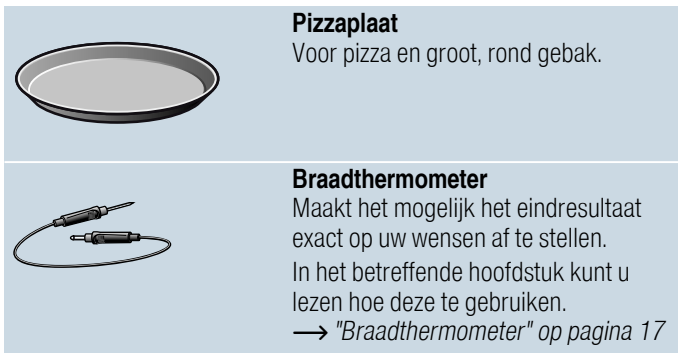 Pizzaplaat
Voor pizza en groot, rond gebak.
Braadthermometer
Maakt het mogelijk het eindresultaat
exact op uw wensen af te stellen.
In het betreffende hoofdstuk kunt u
lezen hoe deze te gebruiken.
→ "Braadthermometer" op pagina 17